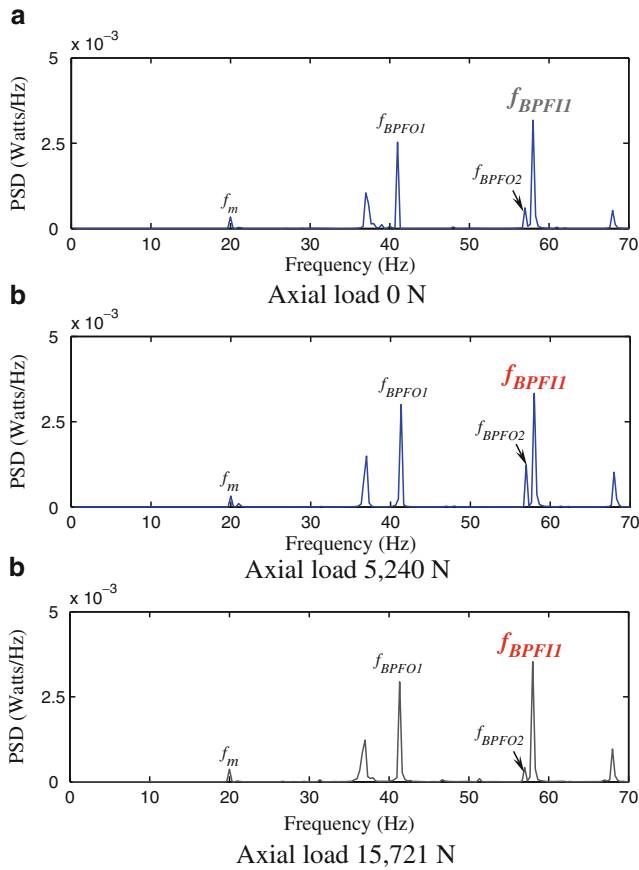 a
x 10⁻³
5
2.5
0
PSD (Watts/Hz)
f_m
f_BPFO1
f_BPFO2
f_BPFI1
0 10 20 30 40 50 60 70
Frequency (Hz)
Axial load 0 N
b
x 10⁻³
5
2.5
0
PSD (Watts/Hz)
f_m
f_BPFO1
f_BPFO2
f_BPFI1
0 10 20 30 40 50 60 70
Frequency (Hz)
Axial load 5,240 N
b
x 10⁻³
5
2.5
0
PSD (Watts/Hz)
f_m
f_BPFO1
f_BPFO2
f_BPFI1
0 10 20 30 40 50 60 70
Frequency (Hz)
Axial load 15,721 N